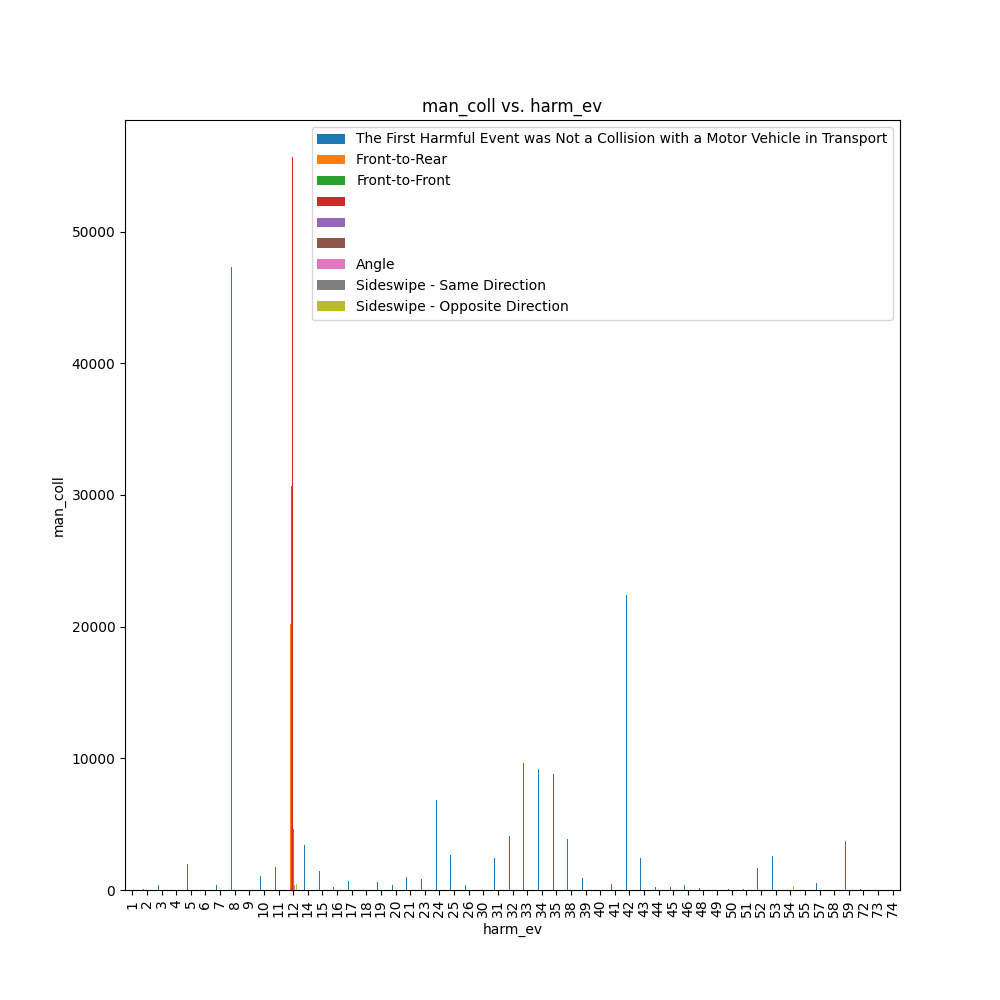 man_coll vs. harm_ev
The First Harmful Event was Not a Collision with a Motor Vehicle in Transport
Front-to-Rear
Front-to-Front
Angle
Sideswipe - Same Direction
Sideswipe - Opposite Direction
50000
40000
30000
20000
10000
0
man_coll
1 2 3 4 5 6 7 8 9 10 11 12 14 15 16 17 18 19 20 21 23 24 25 26 30 31 32 33 34 35 38 39 40 41 42 43 44 45 46 48 49 50 51 52 53 54 55 57 58 59 72 73 74
harm_ev